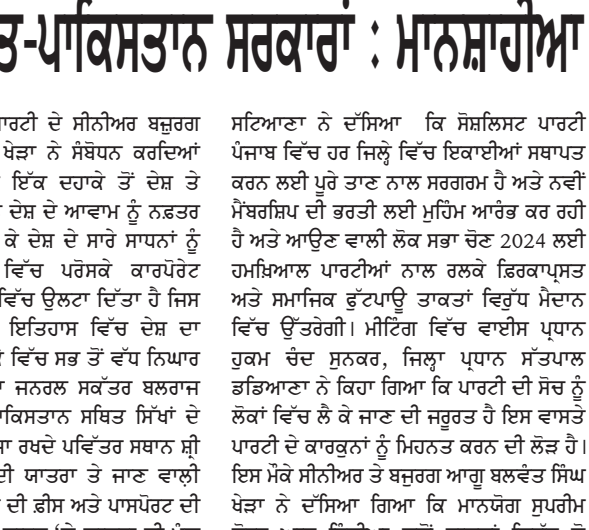 ਤ-ਪਾਕਿਸਤਾਨ ਸਰਕਾਰਾਂ : ਮਾਨਸ਼ਾਹੀਆ
ਪਾਰਟੀ ਦੇ ਸੀਨੀਅਰ ਬਜ਼ੁਰਗ
ਖੇੜਾ ਨੇ ਸੰਬੋਧਨ ਕਰਦਿਆਂ
ਇੱਕ ਦਹਾਕੇ ਤੋਂ ਦੇਸ਼ ਤੇ
ਦੇਸ਼ ਦੇ ਆਵਾਮ ਨੂੰ ਨਫਤਰ
ਕੇ ਦੇਸ਼ ਦੇ ਸਾਰੇ ਸਾਧਨਾਂ ਨੂੰ
ਵਿੱਚ ਪਰੋਸਕੇ ਕਾਰਪੋਰੇਟ
ਵਿੱਚ ਉਲਟਾ ਦਿੱਤਾ ਹੈ ਜਿਸ
ਇਤਿਹਾਸ ਵਿੱਚ ਦੇਸ਼ ਦਾ
ਵਿੱਚ ਸਭ ਤੋਂ ਵੱਧ ਨਿਘਾਰ
ਜਨਰਲ ਸਕੱਤਰ ਬਲਰਾਜ
ਪਾਕਿਸਤਾਨ ਸਥਿਤ ਸਿੱਖਾਂ ਦੇ
ਰਖਦੇ ਪਵਿੱਤਰ ਸਥਾਨ ਸ਼੍ਰੀ
ਦੀ ਯਾਤਰਾ ਤੇ ਜਾਣ ਵਾਲੀ
ਦੀ ਫ਼ੀਸ ਅਤੇ ਪਾਸਪੋਰਟ ਦੀ
ਸਟਿਆਣਾ ਨੇ ਦੱਸਿਆ ਕਿ ਸੋਸ਼ਲਿਸਟ ਪਾਰਟੀ
ਪੰਜਾਬ ਵਿੱਚ ਹਰ ਜਿਲ੍ਹੇ ਵਿੱਚ ਇਕਾਈਆਂ ਸਥਾਪਤ
ਕਰਨ ਲਈ ਪੂਰੇ ਤਾਣ ਨਾਲ ਸਰਗਰਮ ਹੈ ਅਤੇ ਨਵੀਂ
ਮੈਂਬਰਸ਼ਿਪ ਦੀ ਭਰਤੀ ਲਈ ਮੁਹਿੰਮ ਆਰੰਭ ਕਰ ਰਹੀ
ਹੈ ਅਤੇ ਆਉਣ ਵਾਲੀ ਲੋਕ ਸਭਾ ਚੋਣ 2024 ਲਈ
ਹਮਖ਼ਿਆਲ ਪਾਰਟੀਆਂ ਨਾਲ ਰਲਕੇ ਫ਼ਿਰਕਾਪ੍ਰਸਤ
ਅਤੇ ਸਮਾਜਿਕ ਫੁੱਟਪਾਊ ਤਾਕਤਾਂ ਵਿਰੁੱਧ ਮੈਦਾਨ
ਵਿੱਚ ਉੱਤਰੇਗੀ। ਮੀਟਿੰਗ ਵਿੱਚ ਵਾਈਸ ਪ੍ਰਧਾਨ
ਹੁਕਮ ਚੰਦ ਸੁਨਕਰ, ਜਿਲ੍ਹਾ ਪ੍ਰਧਾਨ ਸੱਤਪਾਲ
ਡਡਿਆਣਾ ਨੇ ਕਿਹਾ ਗਿਆ ਕਿ ਪਾਰਟੀ ਦੀ ਸੋਚ ਨੂੰ
ਲੋਕਾਂ ਵਿੱਚ ਲੈ ਕੇ ਜਾਣ ਦੀ ਜਰੂਰਤ ਹੈ ਇਸ ਵਾਸਤੇ
ਪਾਰਟੀ ਦੇ ਕਾਰਕੁਨਾਂ ਨੂੰ ਮਿਹਨਤ ਕਰਨ ਦੀ ਲੋੜ ਹੈ।
ਇਸ ਮੌਕੇ ਸੀਨੀਅਰ ਤੇ ਬਜੁਰਗ ਆਗੂ ਬਲਵੰਤ ਸਿੰਘ
ਖੇੜਾ ਨੇ ਦੱਸਿਆ ਗਿਆ ਕਿ ਮਾਨਯੋਗ ਸੁਪਰੀਮ